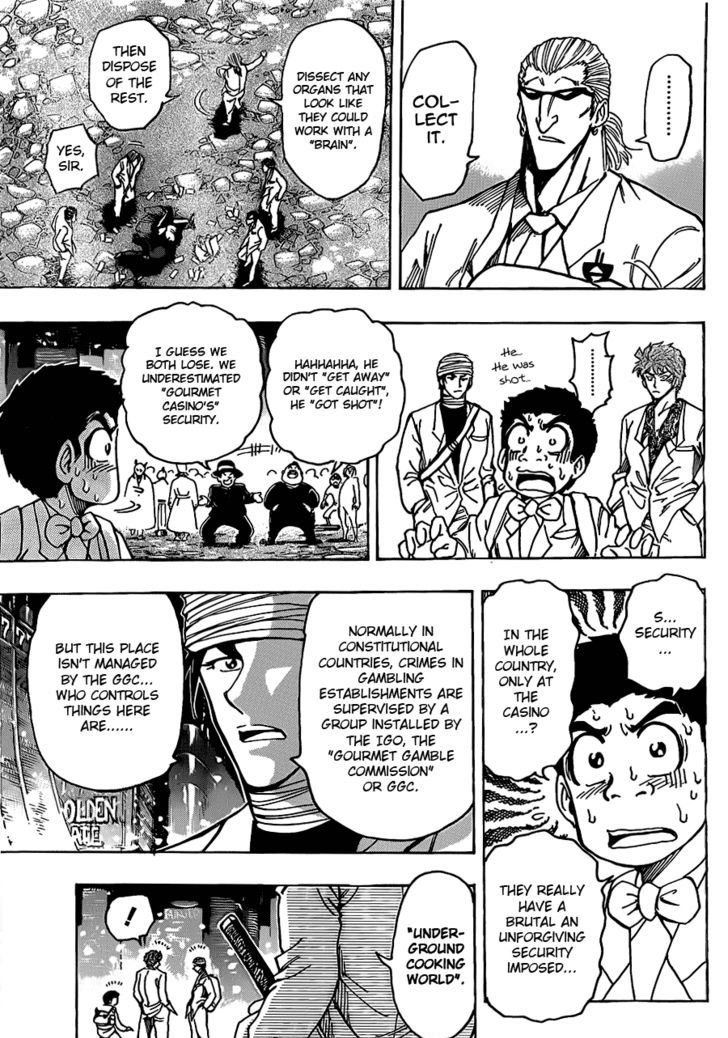 .........
COL-
LECT
IT.
DISSECT ANY
ORGANS THAT
LOOK LIKE
THEY COULD
WORK WITH A
"BRAIN".
THEN
DISPOSE
OF THE
REST.
YES,
SIR.
.........
He...
He was
shot...
HAHHAHHA, HE
DIDN'T "GET AWAY"
OR "GET CAUGHT",
HE "GOT SHOT"!
I GUESS WE
BOTH LOSE. WE
UNDERESTIMATED
"GOURMET
CASINO'S"
SECURITY.
S...
SECURITY
...
IN THE
WHOLE
COUNTRY,
ONLY AT
THE
CASINO
...?
THEY REALLY
HAVE A
BRUTAL AN
UNFORGIVING
SECURITY
IMPOSED...
NORMALLY IN
CONSTITUTIONAL
COUNTRIES, CRIMES IN
GAMBLING
ESTABLISHMENTS ARE
SUPERVISED BY A
GROUP INSTALLED BY
THE IGO, THE
"GOURMET GAMBLE
COMMISSION"
OR GGC.
BUT THIS PLACE
ISN'T MANAGED
BY THE GGC...
WHO CONTROLS
THINGS HERE
ARE......
7 7
OLDEN
ATE
"UNDER-
GROUND
COOKING
WORLD".
!